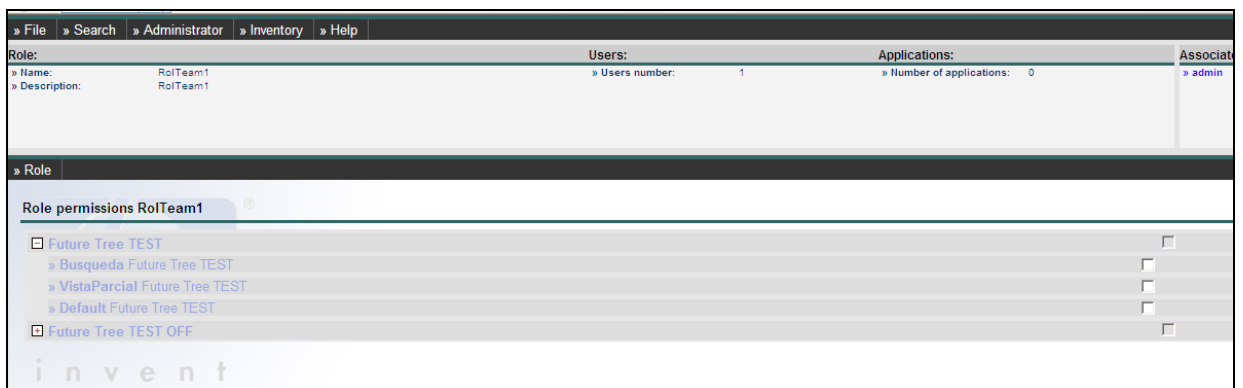 » File » Search » Administrator » Inventory » Help
Role: Users: Applications: Associate
» Name: RolTeam1 » Users number: 1 » Number of applications: 0 » admin
» Description: RolTeam1
» Role
Role permissions RolTeam1 ®
Future Tree TEST
» Busqueda Future Tree TEST
» VistaParcial Future Tree TEST
» Default Future Tree TEST
Future Tree TEST OFF
invent